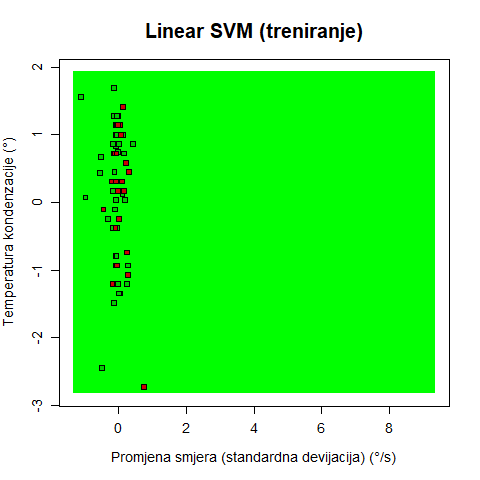 Linear SVM (treniranje)
Temperatura kondenzacije (°)
2
1
0
-1
-2
-3
0 2 4 6 8
Promjena smjera (standardna devijacija) (°/s)